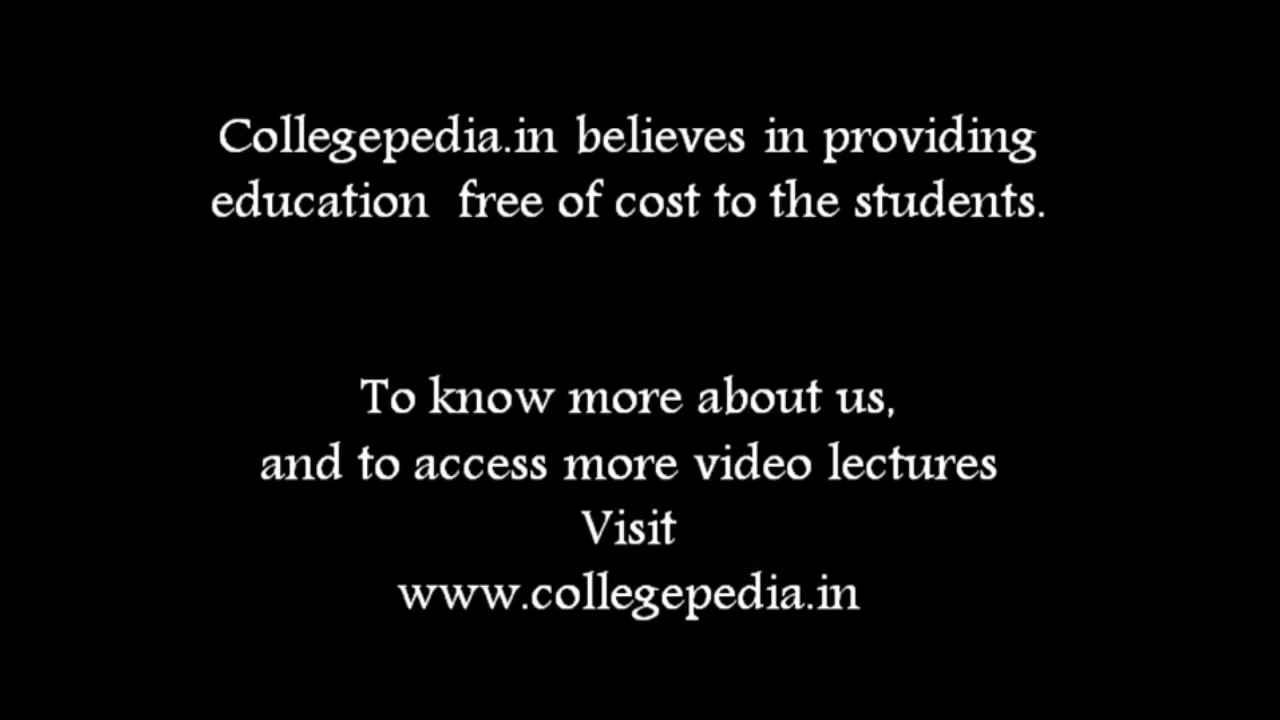 Collegepedia.in believes in providing
education  free of cost to the students.
To know more about us,
and to access more video lectures
Visit
www.collegepedia.in